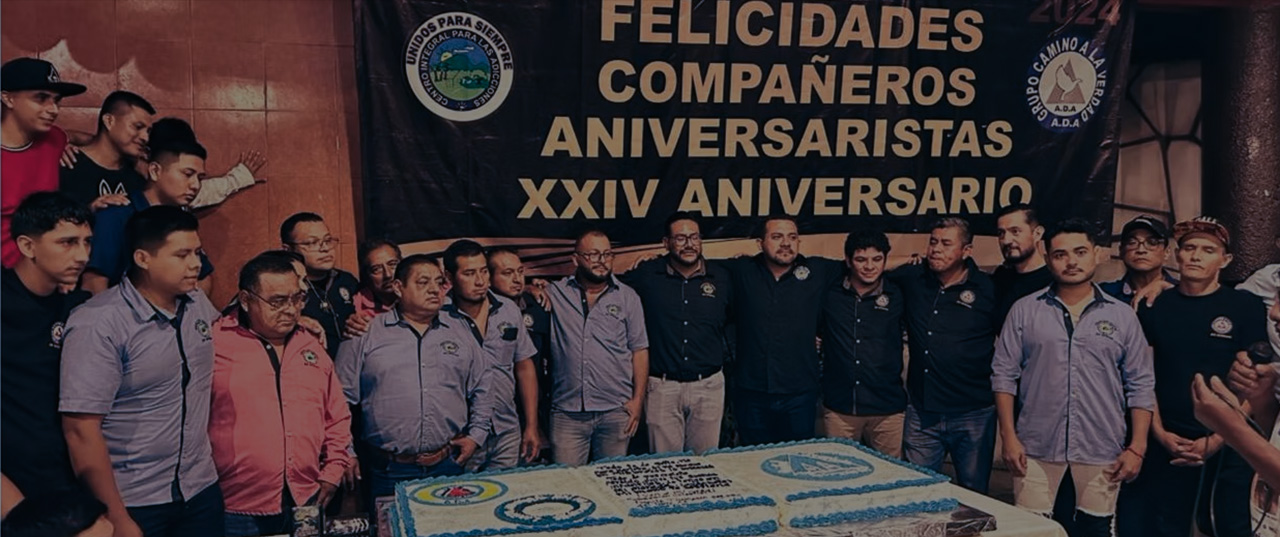 2024
FELICIDADES
COMPAÑEROS
ANIVERSARISTAS
XXIV ANIVERSARIO
UNIDOS PARA SIEMPRE
CENTRO INTEGRAL PARA LAS ADICCIONES
GRUPO CAMINO A LA VERDAD
A.D.A
A.D.A